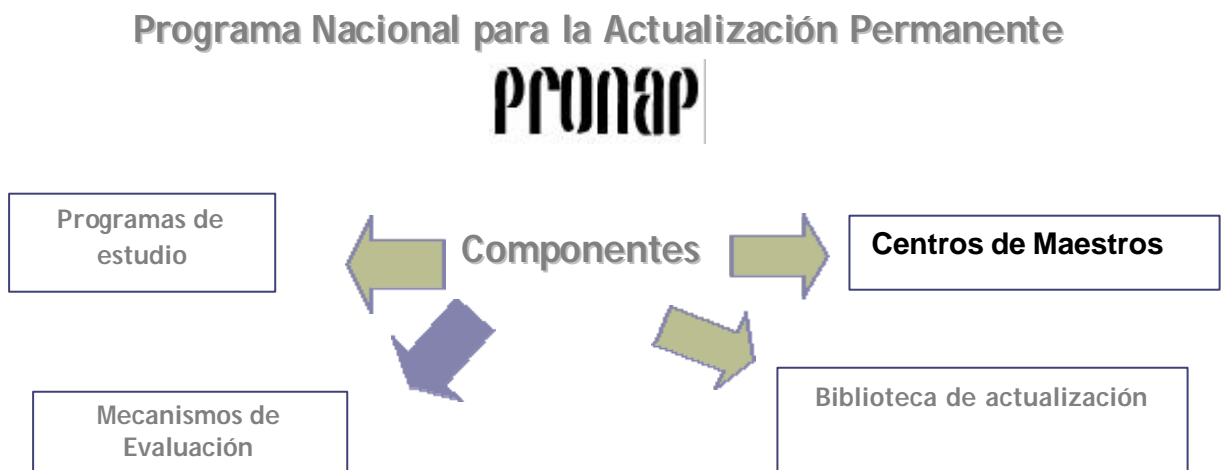 Programa Nacional para la Actualización Permanente
pronap
Programas de
estudio
Componentes
Centros de Maestros
Mecanismos de
Evaluación
Biblioteca de actualización